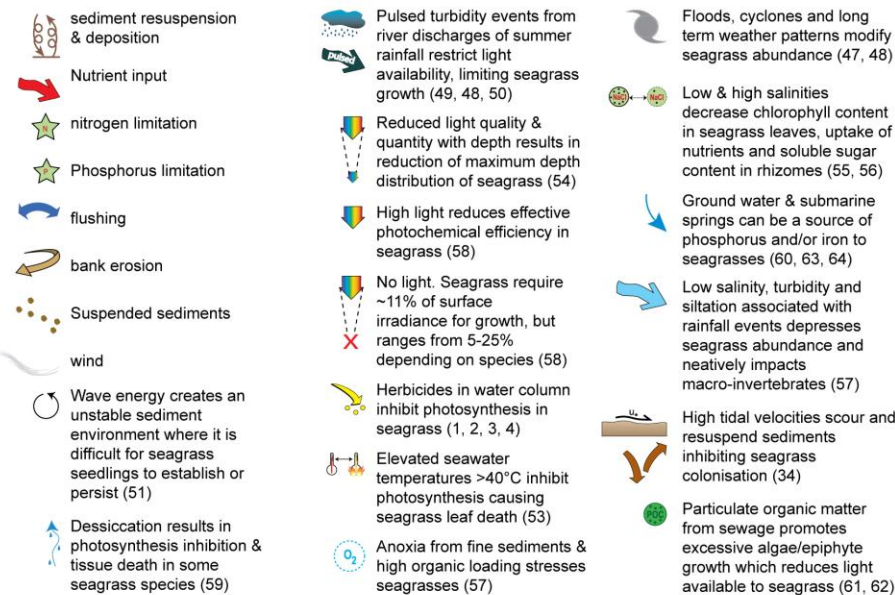 sediment resuspension
& deposition
Nutrient input
N
nitrogen limitation
P
Phosphorus limitation
flushing
bank erosion
Suspended sediments
wind
Wave energy creates an
unstable sediment
environment where it is
difficult for seagrass
seedlings to establish or
persist (51)
Dessiccation results in
photosynthesis inhibition &
tissue death in some
seagrass species (59)
Pulsed turbidity events from
river discharges of summer
pulsed
rainfall restrict light
availability, limiting seagrass
growth (49, 48, 50)
Reduced light quality &
quantity with depth results in
reduction of maximum depth
distribution of seagrass (54)
High light reduces effective
photochemical efficiency in
seagrass (58)
No light. Seagrass require
~11% of surface
irradiance for growth, but
ranges from 5-25%
depending on species (58)
Herbicides in water column
inhibit photosynthesis in
seagrass (1, 2, 3, 4)
Elevated seawater
temperatures >40°C inhibit
photosynthesis causing
seagrass leaf death (53)
O₂
Anoxia from fine sediments &
high organic loading stresses
seagrasses (57)
Floods, cyclones and long
term weather patterns modify
seagrass abundance (47, 48)
NaCl NaCl
Low & high salinities
decrease chlorophyll content
in seagrass leaves, uptake of
nutrients and soluble sugar
content in rhizomes (55, 56)
Ground water & submarine
springs can be a source of
phosphorus and/or iron to
seagrasses (60, 63, 64)
Low salinity, turbidity and
siltation associated with
rainfall events depresses
seagrass abundance and
neatively impacts
macro-invertebrates (57)
U*
High tidal velocities scour and
resuspend sediments
inhibiting seagrass
colonisation (34)
POC
Particulate organic matter
from sewage promotes
excessive algae/epiphyte
growth which reduces light
available to seagrass (61, 62)